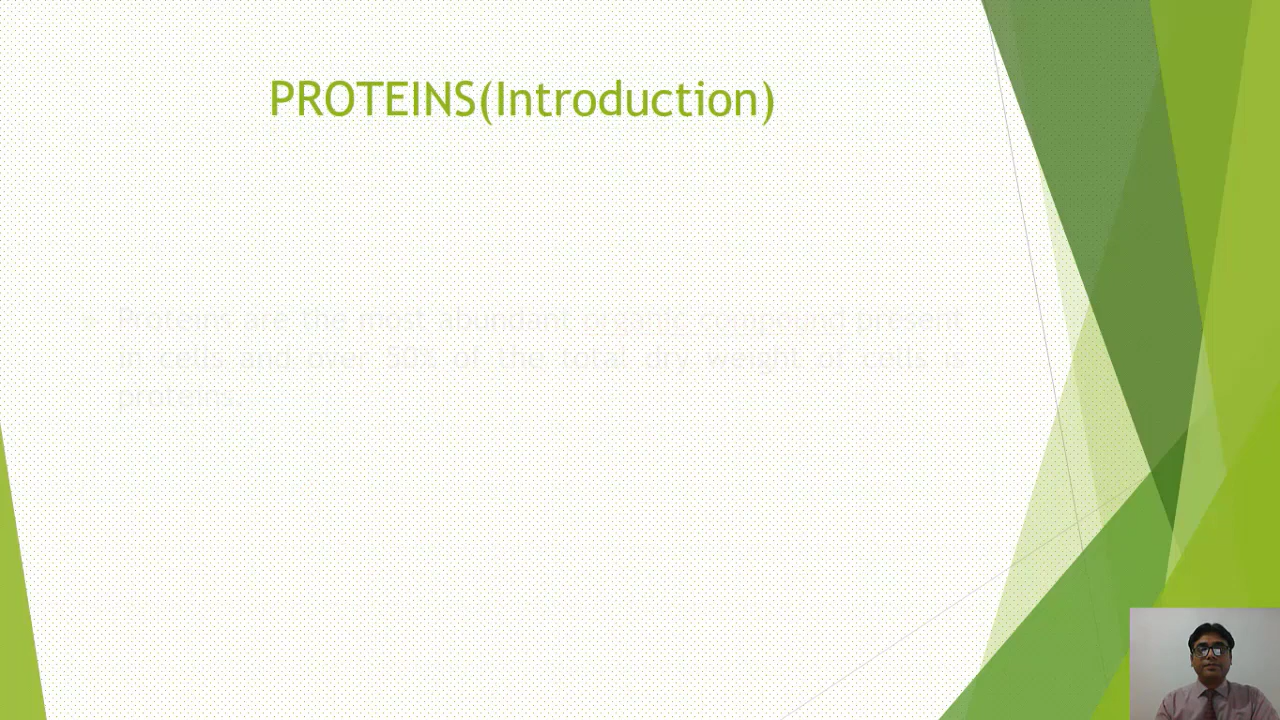 PROTEINS(Introduction)
Proteins are the most abundant organic compound present
in cells and over 50% of the total dry weight of cells is
proteins.